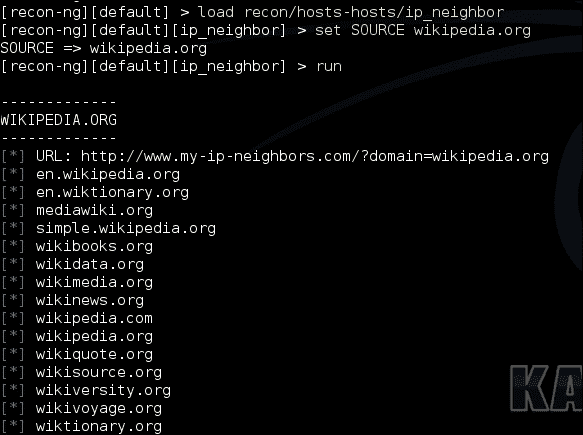 [recon-ng][default] > load recon/hosts-hosts/ip_neighbor
[recon-ng][default][ip_neighbor] > set SOURCE wikipedia.org
SOURCE => wikipedia.org
[recon-ng][default][ip_neighbor] > run
-------------
WIKIPEDIA.ORG
-------------
[*] URL: http://www.my-ip-neighbors.com/?domain=wikipedia.org
[*] en.wikipedia.org
[*] en.wiktionary.org
[*] mediawiki.org
[*] simple.wikipedia.org
[*] wikibooks.org
[*] wikidata.org
[*] wikimedia.org
[*] wikinews.org
[*] wikipedia.com
[*] wikipedia.org
[*] wikiquote.org
[*] wikisource.org
[*] wikiversity.org
[*] wikivoyage.org
[*] wiktionary.org
KA